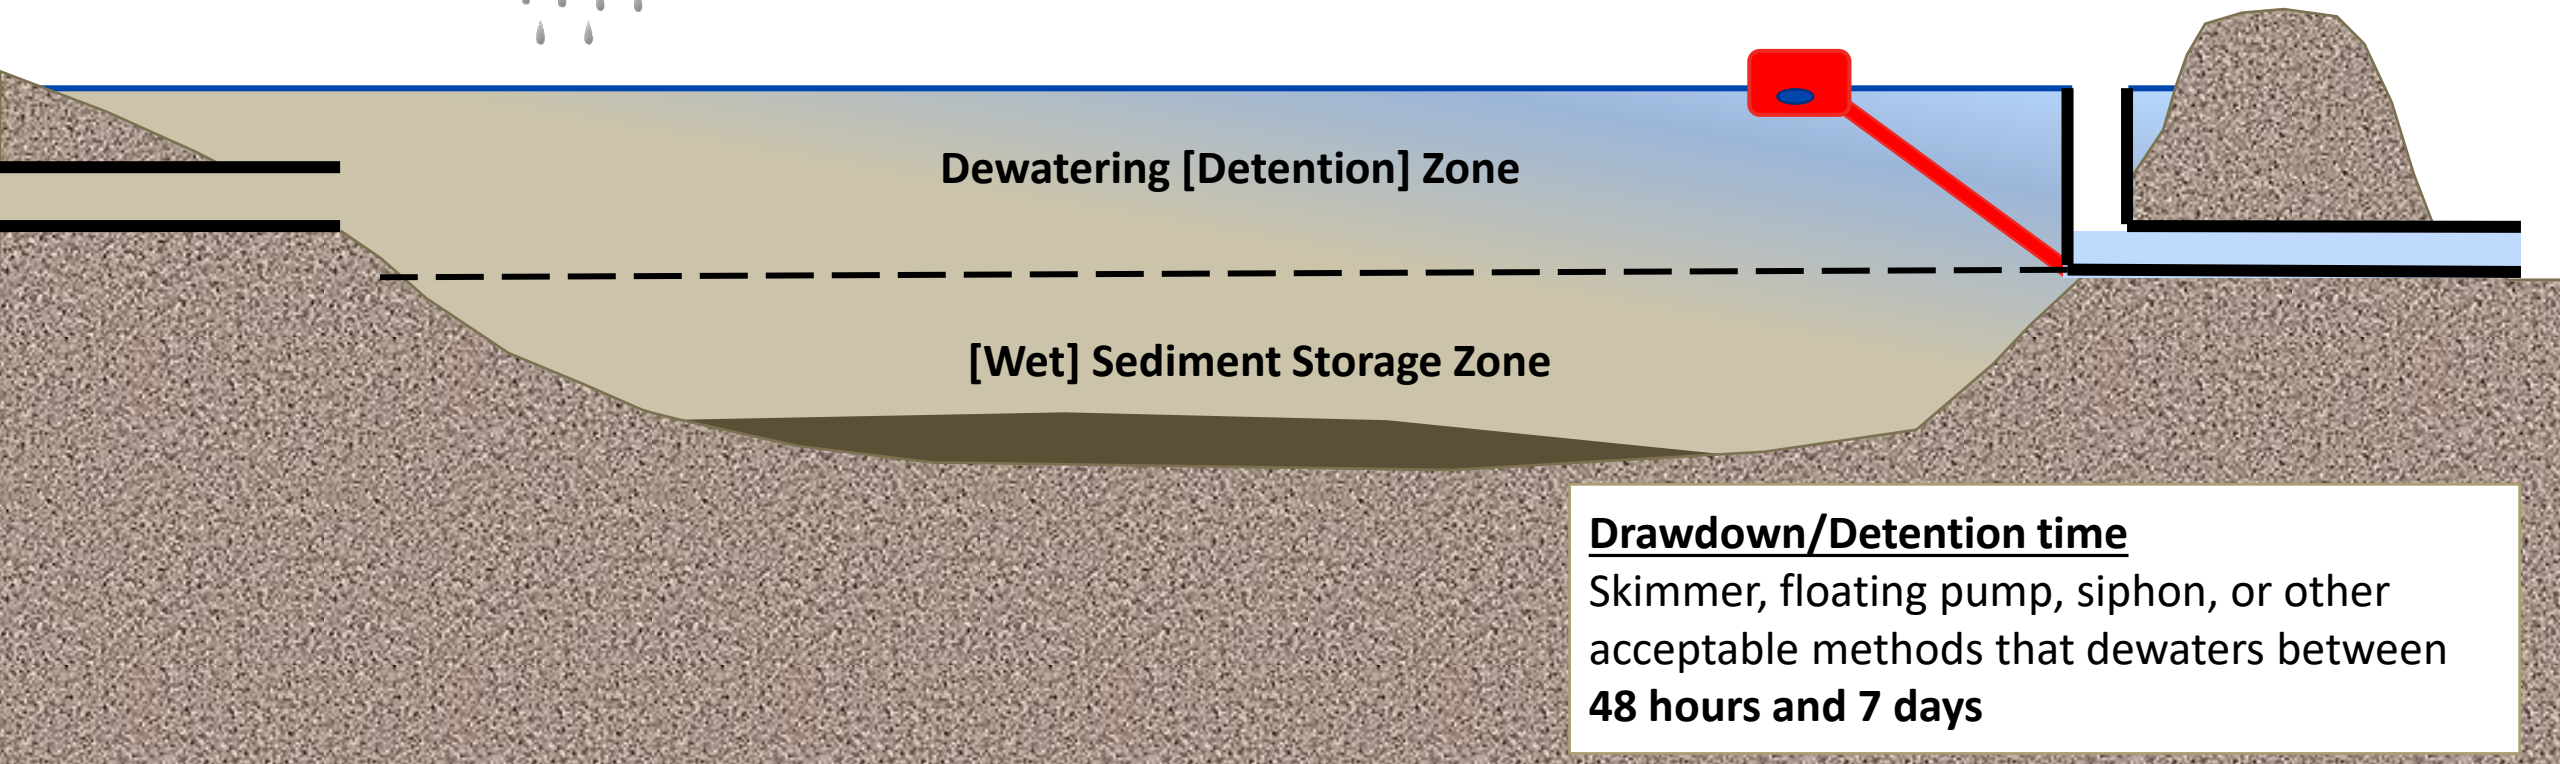 Dewatering [Detention] Zone
[Wet] Sediment Storage Zone
Drawdown/Detention time
Skimmer, floating pump, siphon, or other
acceptable methods that dewaters between
48 hours and 7 days